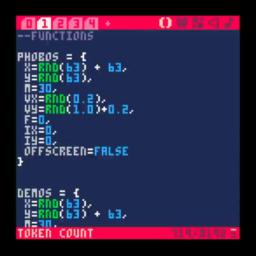 0 1 2 3 4 +
--FUNCTIONS
PHOBOS = {
X=RND(63) + 63,
Y=RND(63),
M=30,
VX=RND(0.2),
VY=RND(1.0)+0.2,
F=0,
IX=0,
IY=0,
OFFSCREEN=FALSE
}
DEMOS = {
X=RND(63),
Y=RND(63) + 63,
M=30,
TOKEN COUNT